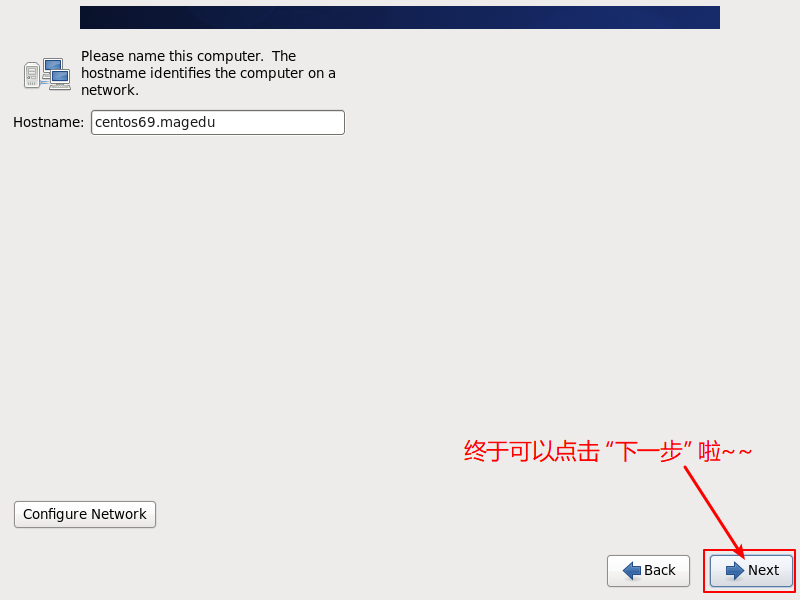 Please name this computer.  The
hostname identifies the computer on a
network.
Hostname: centos69.magedu
终于可以点击 “下一步” 啦~~
Configure Network
Back
Next